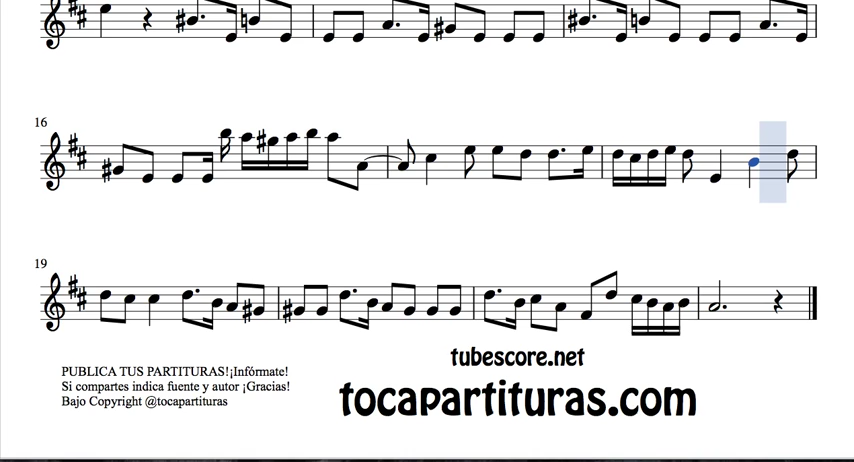 16
19
PUBLICA TUS PARTITURAS!¡Infórmate!
Si compartes indica fuente y autor ¡Gracias!
Bajo Copyright @tocapartituras
tubescore.net
tocapartituras.com